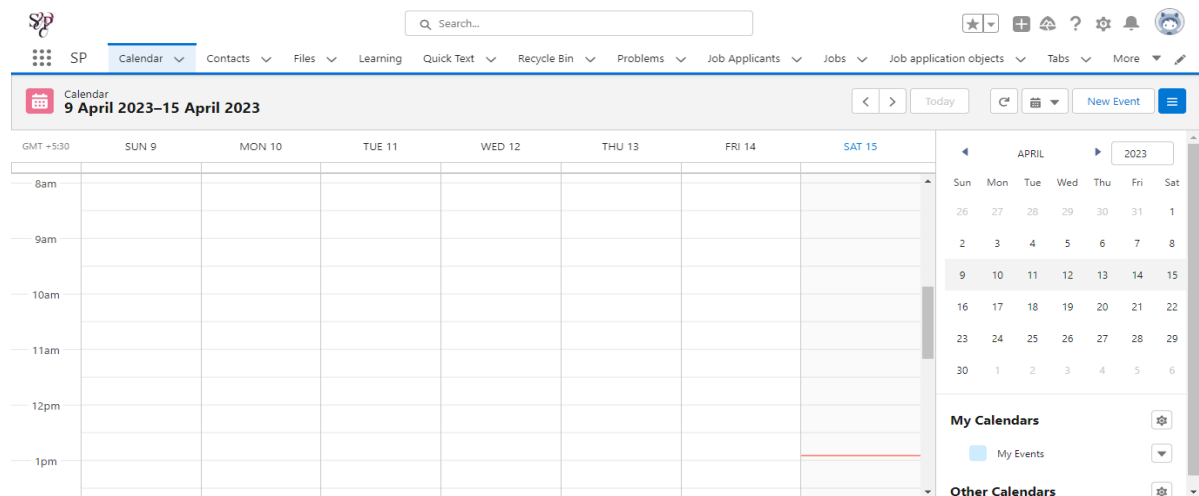 S2P
C
Search...
SP Calendar Contacts Files Learning Quick Text Recycle Bin Problems Job Applicants Jobs Job application objects Tabs More
Calendar
9 April 2023–15 April 2023
Today New Event
GMT +5:30 SUN 9 MON 10 TUE 11 WED 12 THU 13 FRI 14 SAT 15
8am
9am
10am
11am
12pm
1pm
APRIL 2023
Sun Mon Tue Wed Thu Fri Sat
26 27 28 29 30 31 1
2 3 4 5 6 7 8
9 10 11 12 13 14 15
16 17 18 19 20 21 22
23 24 25 26 27 28 29
30 1 2 3 4 5 6
My Calendars
My Events
Other Calendars